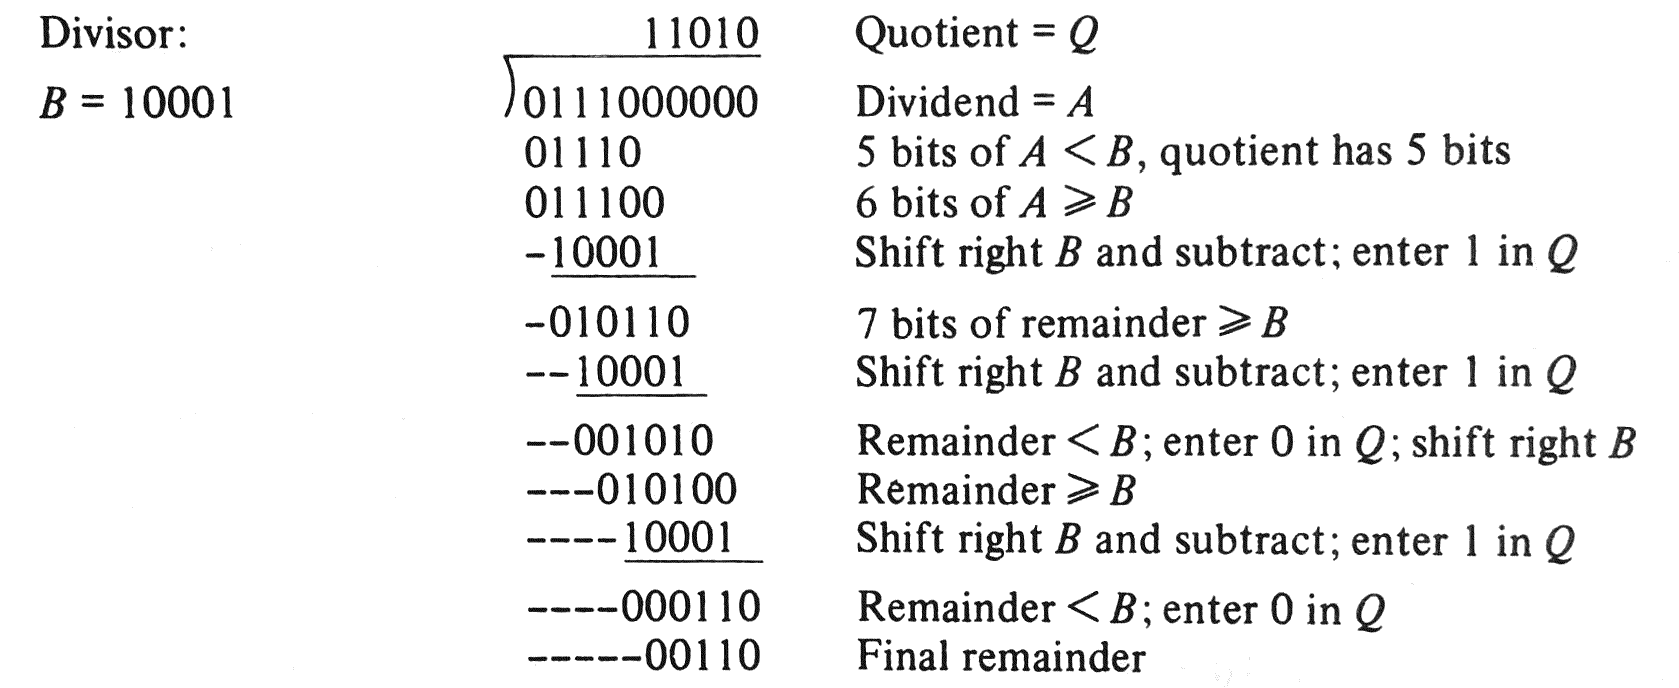 Divisor: 11010 Quotient = Q
B = 10001 0111000000 Dividend = A
01110 5 bits of A < B, quotient has 5 bits
011100 6 bits of A ⩾ B
-10001 Shift right B and subtract; enter 1 in Q
-010110 7 bits of remainder ⩾ B
--10001 Shift right B and subtract; enter 1 in Q
--001010 Remainder < B; enter 0 in Q; shift right B
---010100 Remainder ⩾ B
----10001 Shift right B and subtract; enter 1 in Q
----000110 Remainder < B; enter 0 in Q
-----00110 Final remainder